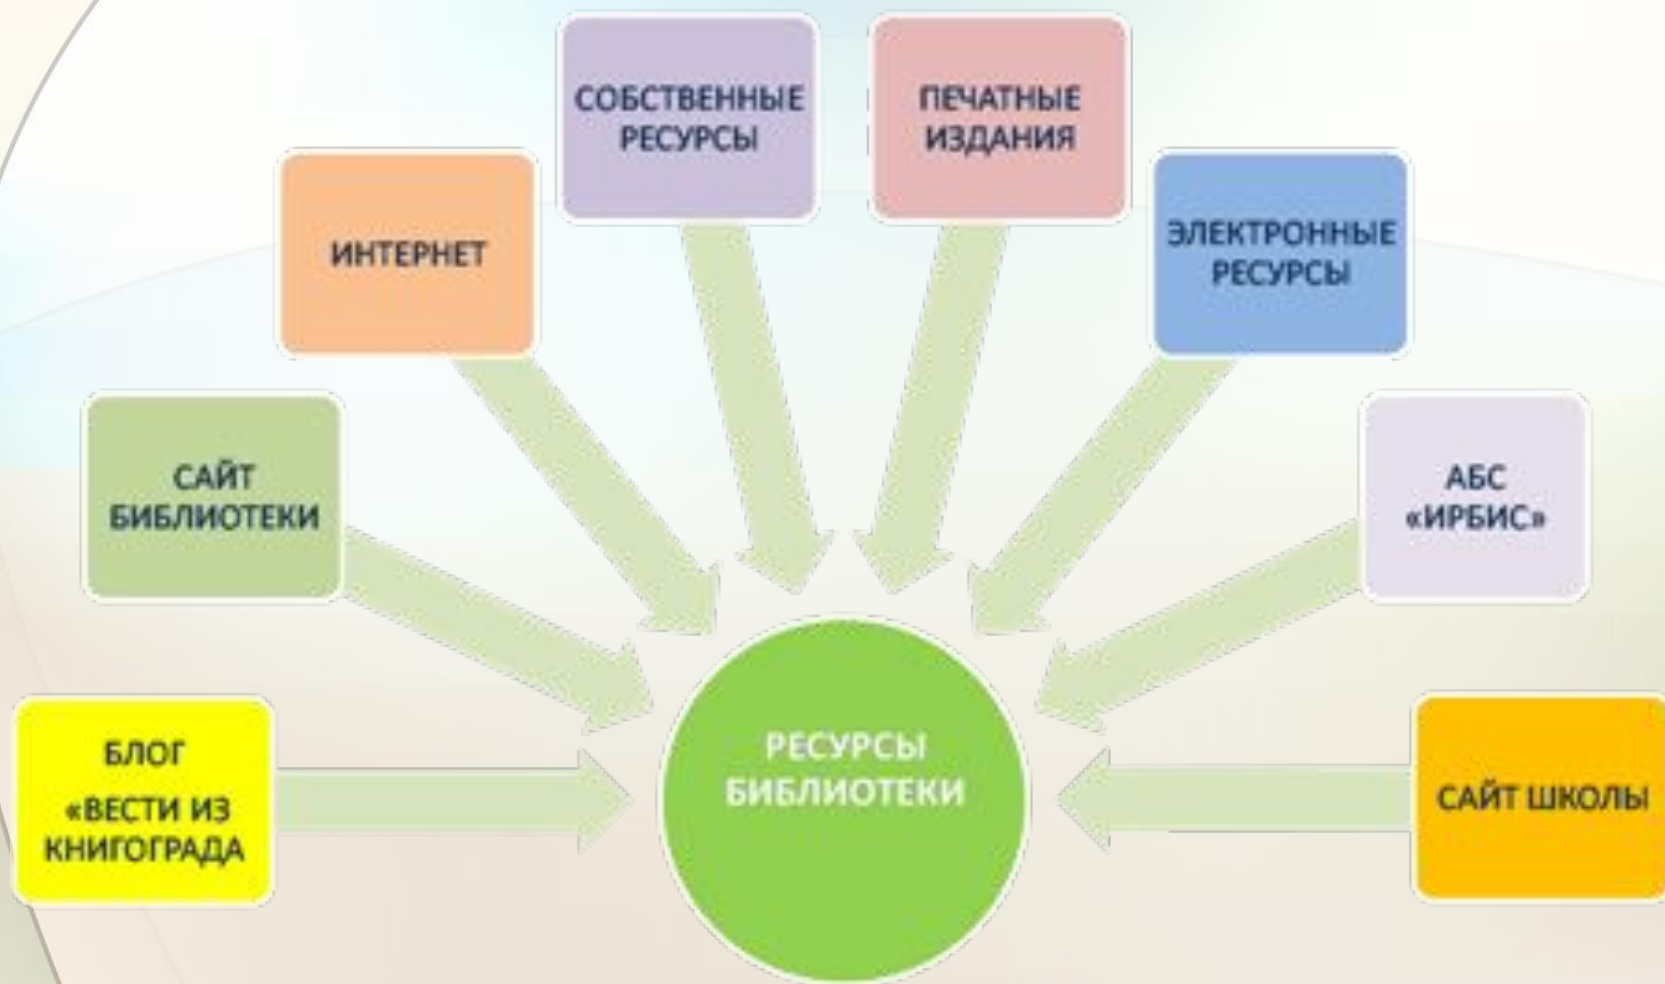 СОБСТВЕННЫЕ
РЕСУРСЫ
ПЕЧАТНЫЕ
ИЗДАНИЯ
ИНТЕРНЕТ
ЭЛЕКТРОННЫЕ
РЕСУРСЫ
САЙТ
БИБЛИОТЕКИ
АБС
«ИРБИС»
БЛОГ
«ВЕСТИ ИЗ
КНИГОГРАДА
РЕСУРСЫ
БИБЛИОТЕКИ
САЙТ ШКОЛЫ